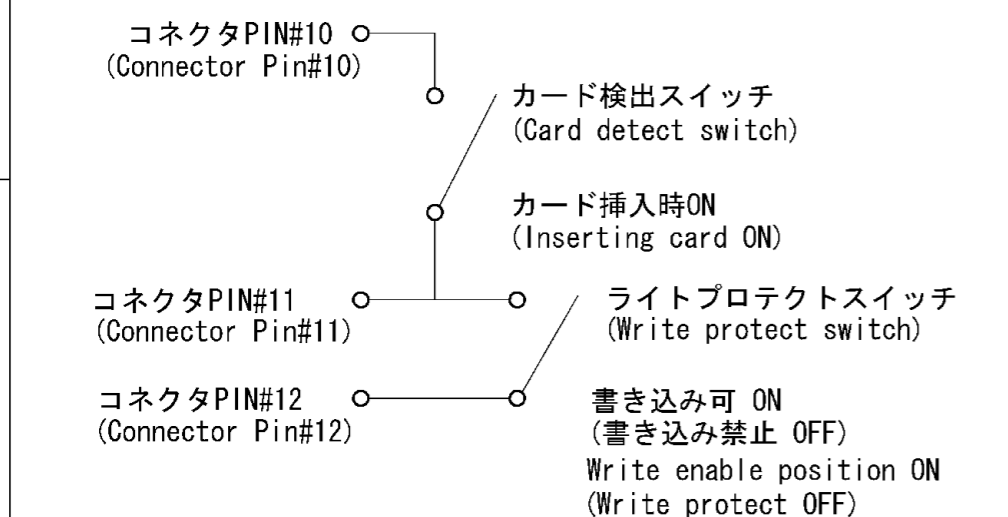 コネクタPIN#10
(Connector Pin#10)
カード検出スイッチ
(Card detect switch)
カード挿入時ON
(Inserting card ON)
コネクタPIN#11
(Connector Pin#11)
ライトプロテクトスイッチ
(Write protect switch)
コネクタPIN#12
(Connector Pin#12)
書き込み可 ON
(書き込み禁止 OFF)
Write enable position ON
(Write protect OFF)